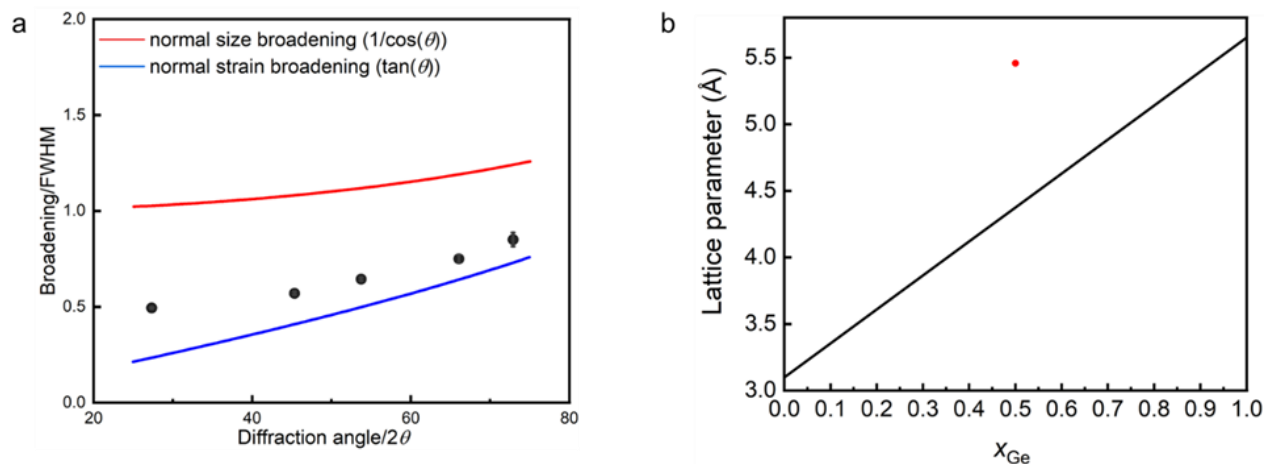 a
2.0
1.5
1.0
0.5
0.0
Broadening/FWHM
normal size broadening (1/cos(θ))
normal strain broadening (tan(θ))
20
40
60
80
Diffraction angle/2θ
b
5.5
5.0
4.5
4.0
3.5
3.0
Lattice parameter (Å)
0.0 0.1 0.2 0.3 0.4 0.5 0.6 0.7 0.8 0.9 1.0
xGe